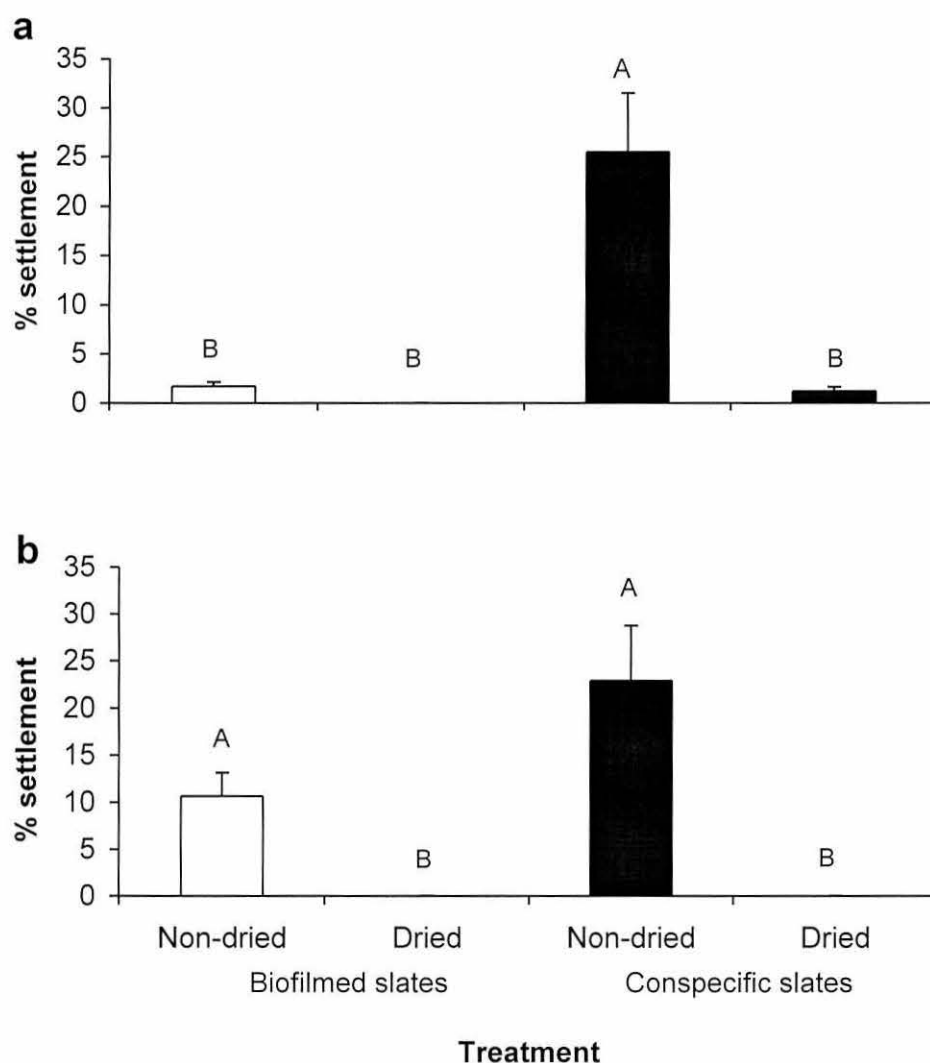 a
% settlement
35
30
25
20
15
10
5
0
B
B
A
B
b
% settlement
35
30
25
20
15
10
5
0
A
B
A
B
Non-dried Dried Non-dried Dried
Biofilmed slates Conspecific slates
Treatment